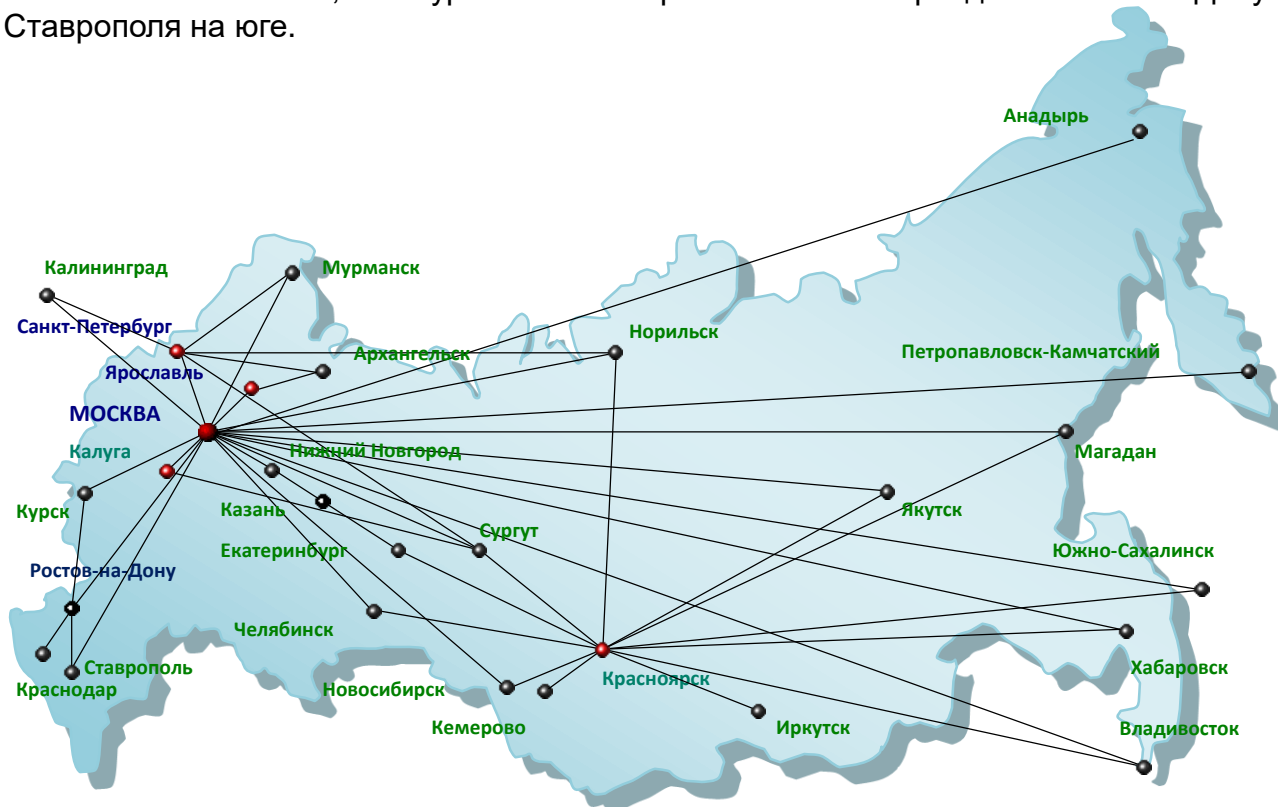 Ставрополя на юге.
Анадырь
Калининград
Мурманск
Санкт-Петербург
Норильск
Архангельск
Петропавловск-Камчатский
Ярославль
МОСКВА
Калуга
Нижний Новгород
Магадан
Курск
Казань
Якутск
Сургут
Екатеринбург
Южно-Сахалинск
Ростов-на-Дону
Челябинск
Ставрополь
Хабаровск
Красноярск
Краснодар
Новосибирск
Кемерово
Иркутск
Владивосток